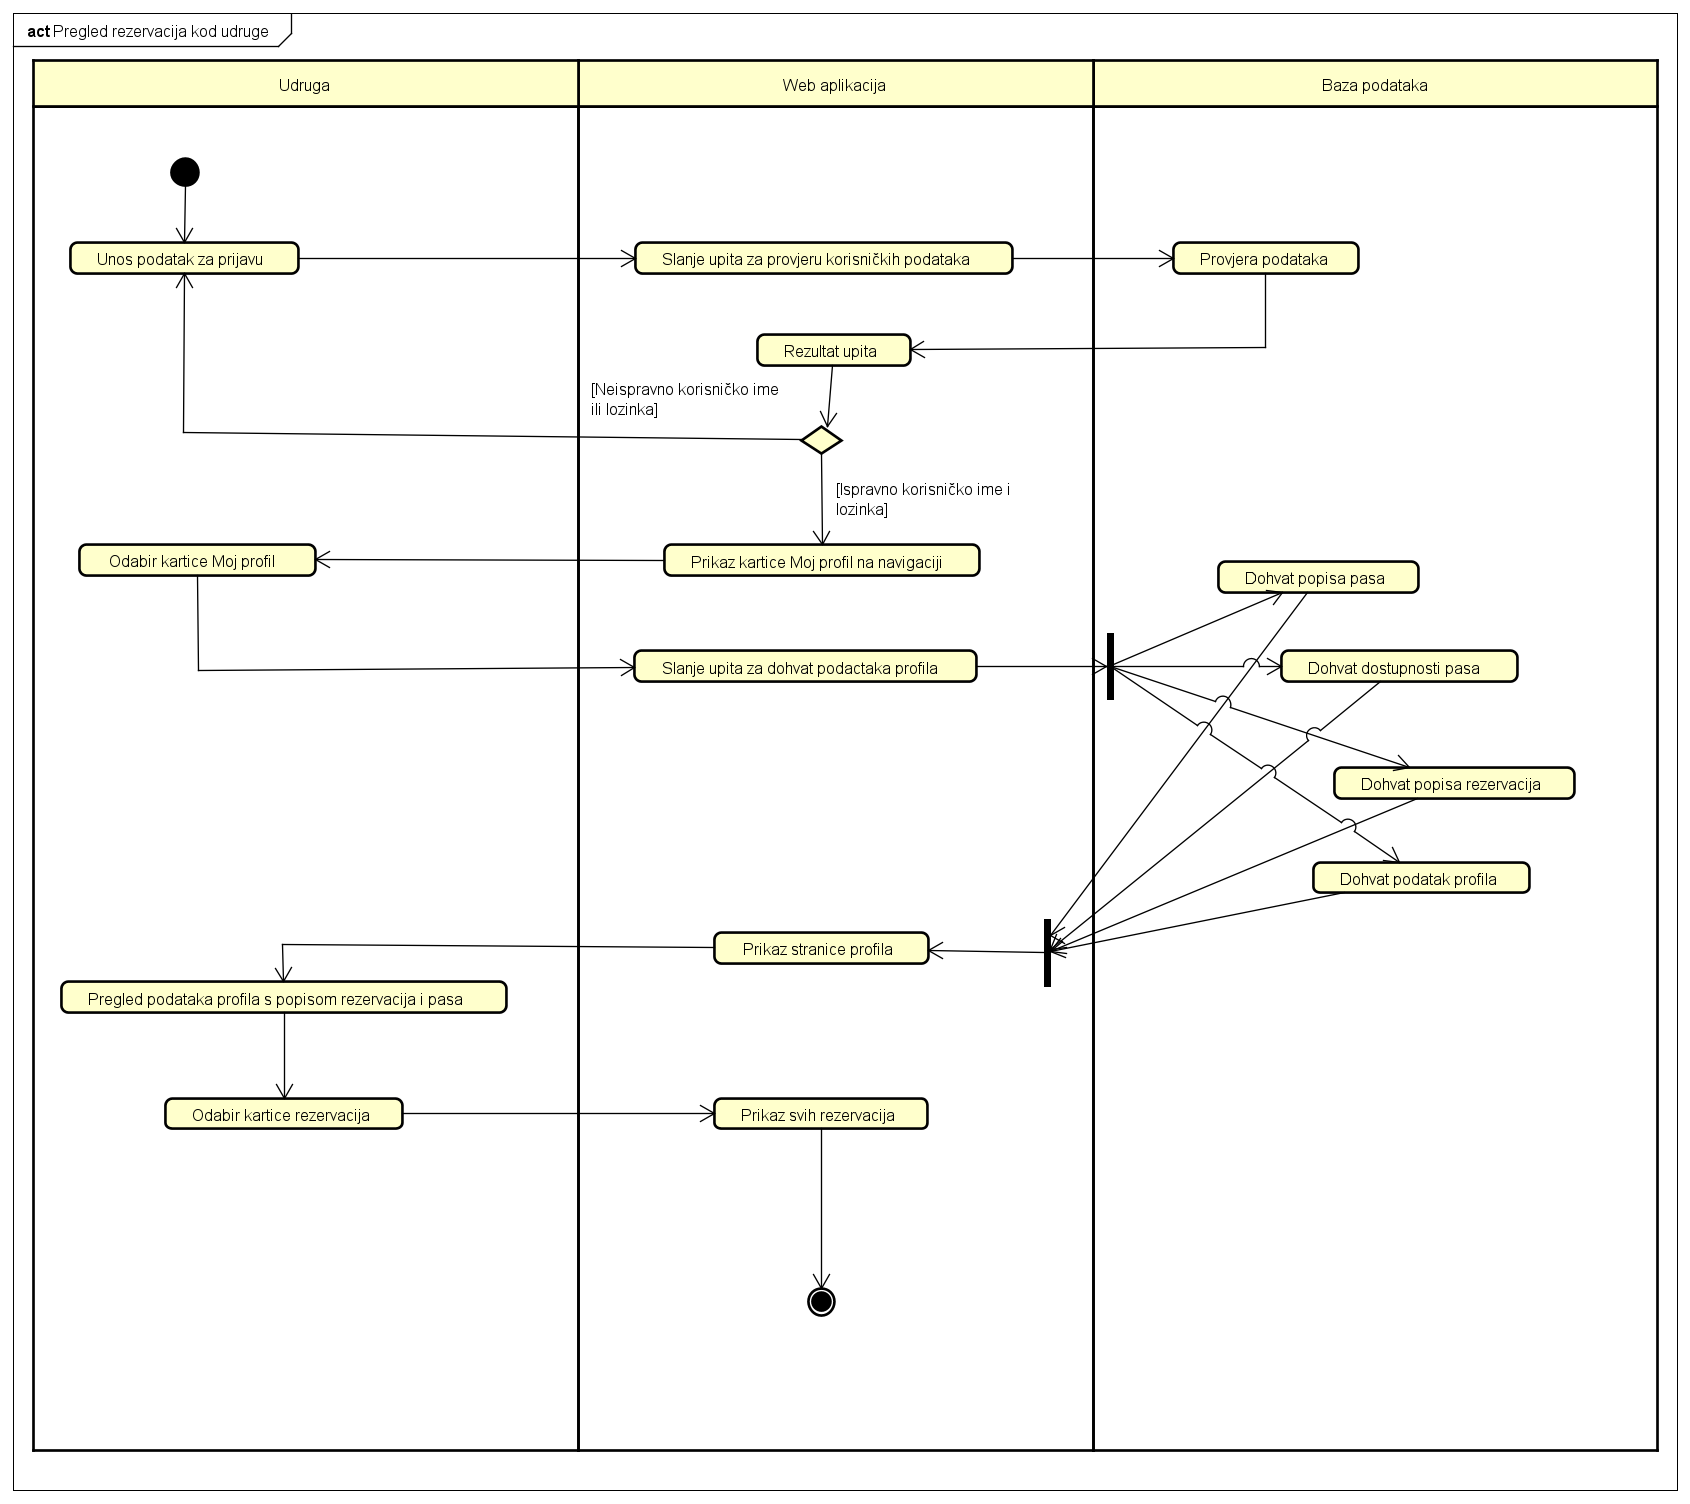 act Pregled rezervacija kod udruge
Udruga
Web aplikacija
Baza podataka
Unos podatak za prijavu
Slanje upita za provjeru korisničkih podataka
Provjera podataka
Rezultat upita
[Neispravno korisničko ime
ili lozinka]
[Ispravno korisničko ime i
lozinka]
Odabir kartice Moj profil
Prikaz kartice Moj profil na navigaciji
Dohvat popisa pasa
Slanje upita za dohvat podactaka profila
Dohvat dostupnosti pasa
Dohvat popisa rezervacija
Dohvat podatak profila
Prikaz stranice profila
Pregled podataka profila s popisom rezervacija i pasa
Odabir kartice rezervacija
Prikaz svih rezervacija